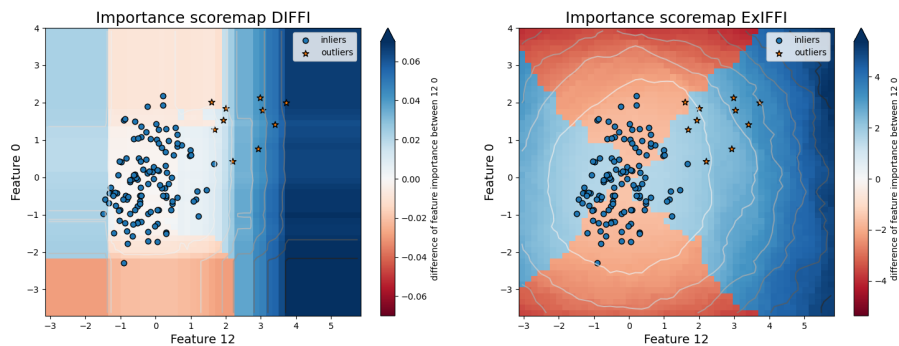 Importance scoremap DIFFI
Feature 0
4
3
2
1
0
−1
−2
−3
−3 −2 −1 0 1 2 3 4 5
Feature 12
inliers
outliers
0.06
0.04
0.02
0.00
−0.02
−0.04
−0.06
difference of feature importance between 12 0
Importance scoremap ExIFFI
Feature 0
4
3
2
1
0
−1
−2
−3
−3 −2 −1 0 1 2 3 4 5
Feature 12
inliers
outliers
4
2
0
−2
−4
difference of feature importance between 12 0